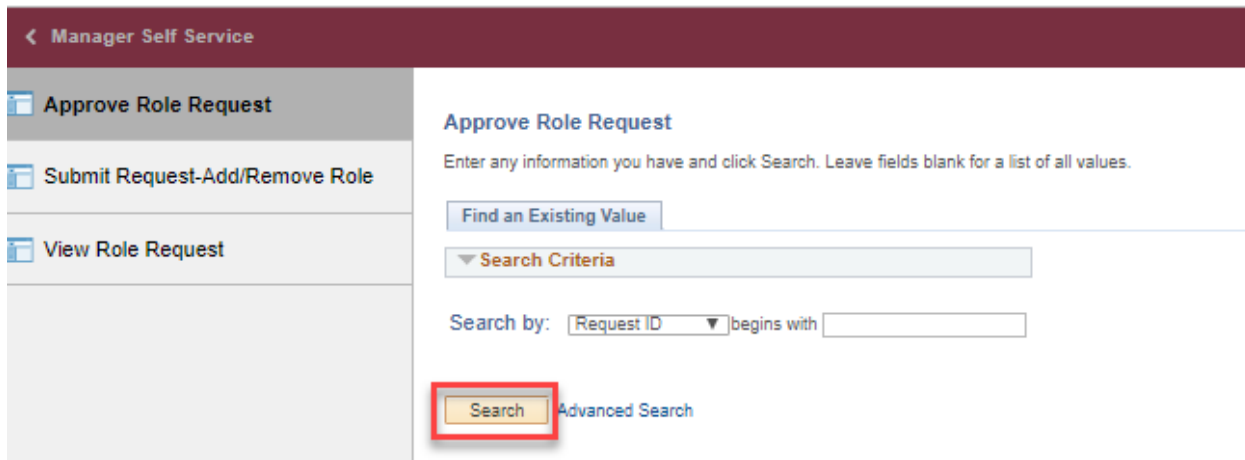 Manager Self Service
Approve Role Request
Submit Request-Add/Remove Role
View Role Request
Approve Role Request
Enter any information you have and click Search. Leave fields blank for a list of all values.
Find an Existing Value
Search Criteria
Search by: Request ID begins with
Search Advanced Search